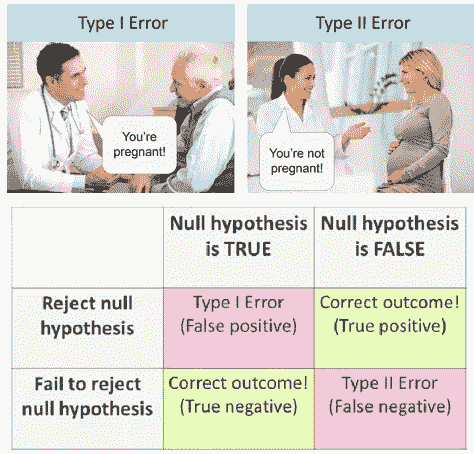 Type I Error
Type II Error
You're
pregnant!
You're not
pregnant!
Null hypothesis
is TRUE
Null hypothesis
is FALSE
Reject null
hypothesis
Type I Error
(False positive)
Correct outcome!
(True positive)
Fail to reject
null hypothesis
Correct outcome!
(True negative)
Type II Error
(False negative)